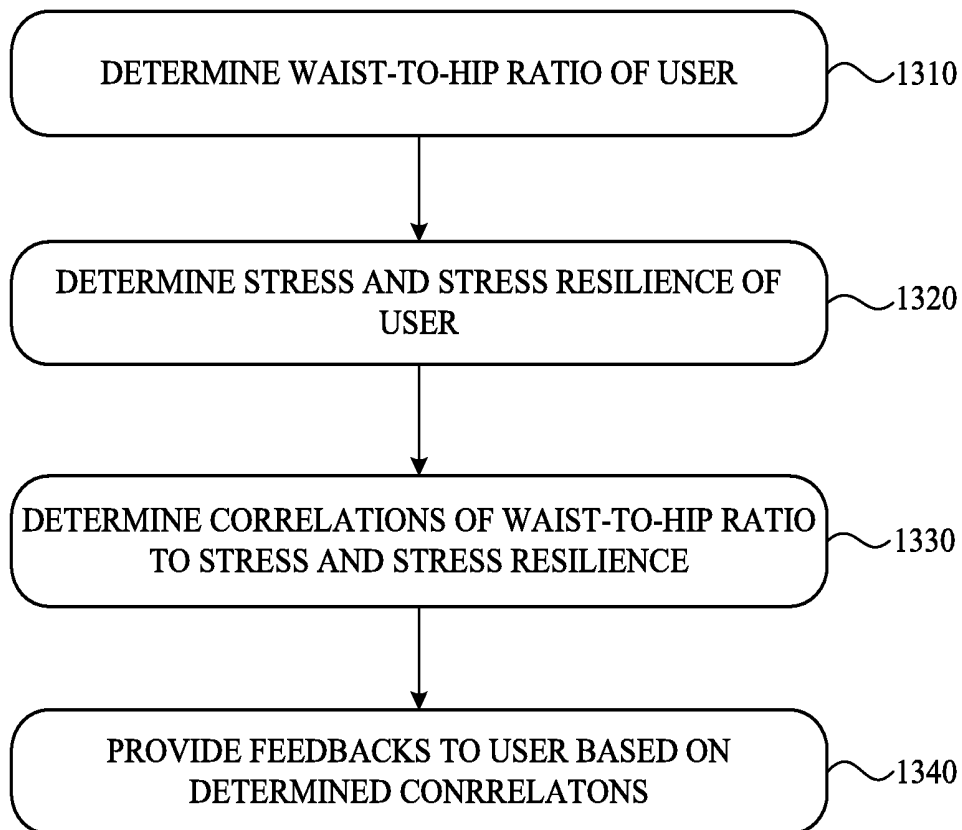 DETERMINE WAIST-TO-HIP RATIO OF USER
1310
DETERMINE STRESS AND STRESS RESILIENCE OF
USER
1320
DETERMINE CORRELATIONS OF WAIST-TO-HIP RATIO
TO STRESS AND STRESS RESILIENCE
1330
PROVIDE FEEDBACKS TO USER BASED ON
DETERMINED CONRRELATONS
1340